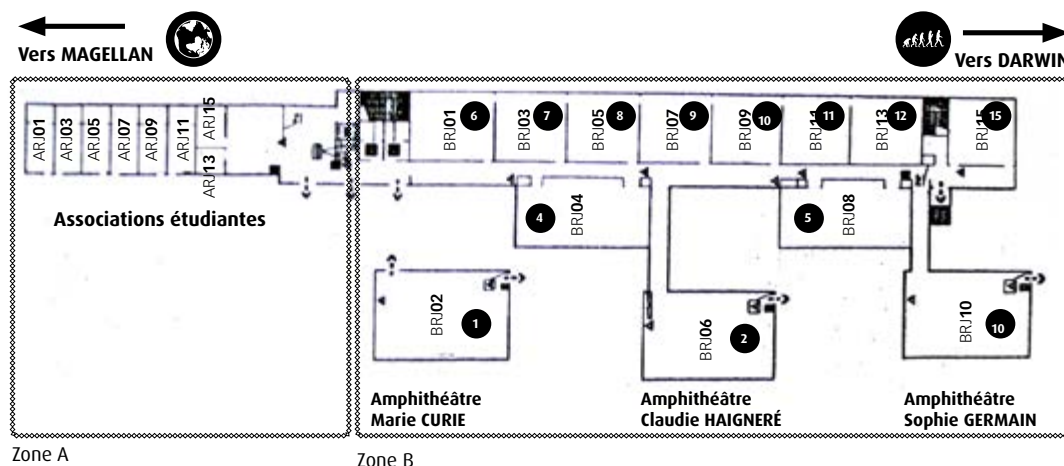 Vers MAGELLAN
Vers DARWIN
ARJ01
ARJ03
ARJ05
ARJ07
ARJ09
ARJ11
ARJ15
ARJ13
BRJ01
6
BRJ03
7
BRJ05
8
BRJ07
9
BRJ09
10
BRJ11
11
BRJ13
12
BRJ15
15
Associations étudiantes
4
BRJ04
5
BRJ08
BRJ02
1
BRJ06
2
BRJ10
10
Amphithéâtre
Marie CURIE
Amphithéâtre
Claudie HAIGNERÉ
Amphithéâtre
Sophie GERMAIN
Zone A
Zone B